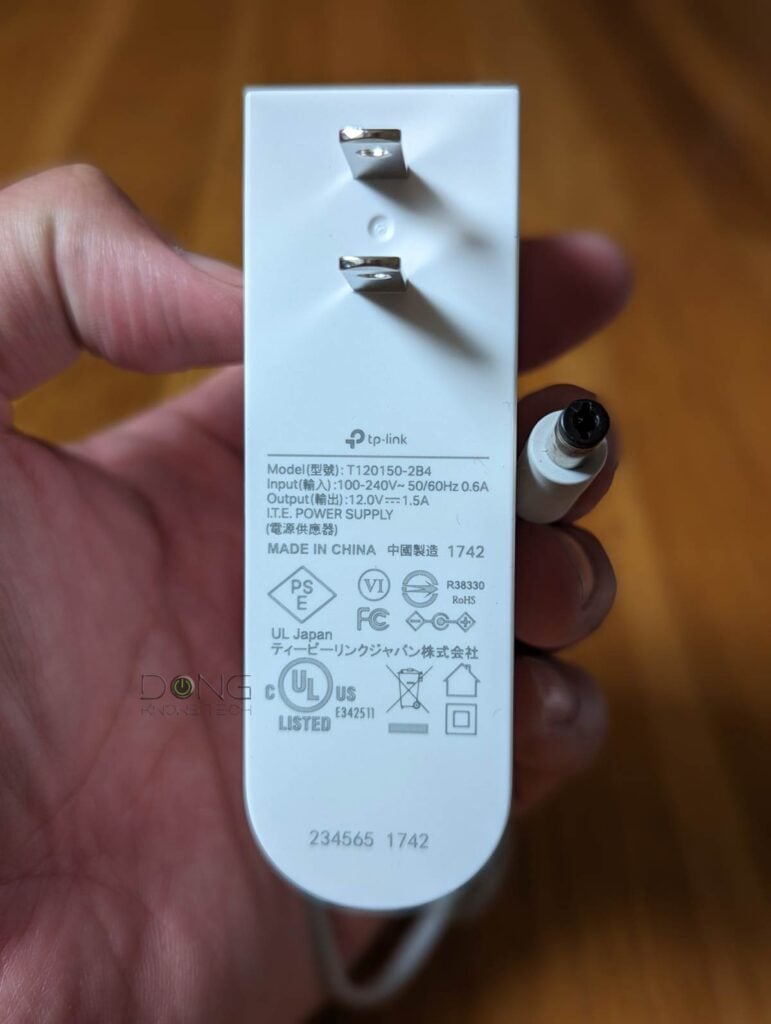 tp-link
Model(型號):T120150-2B4
Input(輸入):100-240V~ 50/60Hz 0.6A
Output(輸出):12.0V⎓1.5A
I.T.E. POWER SUPPLY
(電源供應器)
MADE IN CHINA 中國製造 1742
PS
E
VI
R38330
RoHS
FC
UL Japan
ティーピーリンクジャパン株式会社
DONG
KNOWS TECH
C UL US
LISTED
E342511
234565 1742